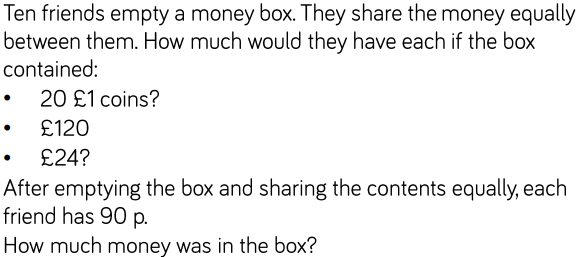 Ten friends empty a money box. They share the money equally
between them. How much would they have each if the box
contained:
• 20 £1 coins?
• £120
• £24?
After emptying the box and sharing the contents equally, each
friend has 90 p.
How much money was in the box?